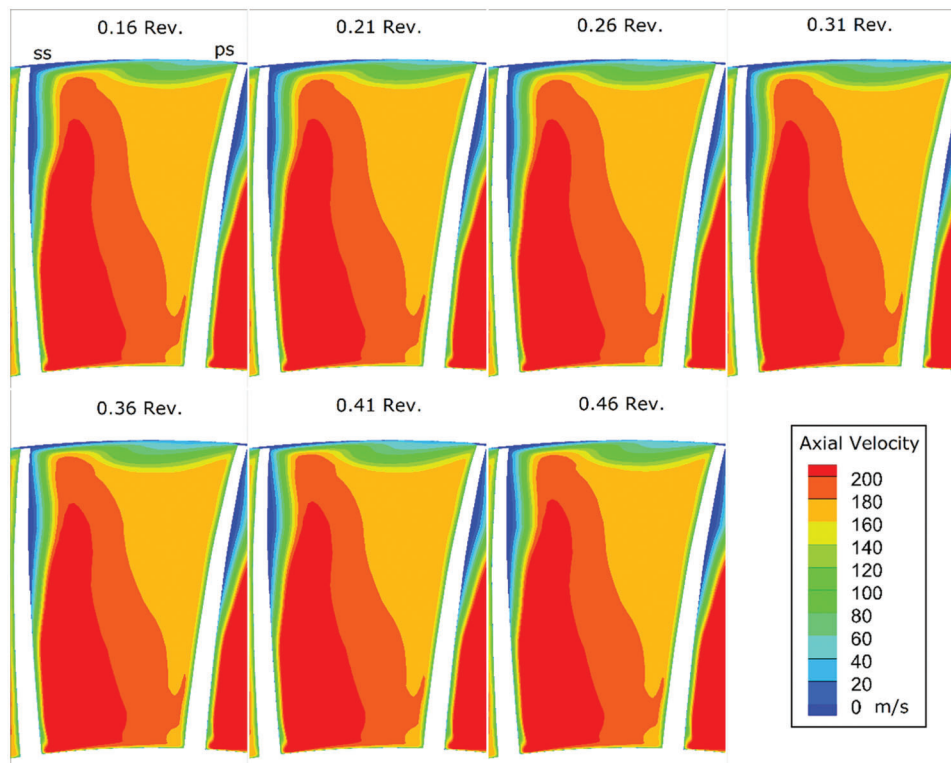 0.16 Rev.
0.21 Rev.
0.26 Rev.
0.31 Rev.
ss
ps
0.36 Rev.
0.41 Rev.
0.46 Rev.
Axial Velocity
200
180
160
140
120
100
80
60
40
20
0 m/s